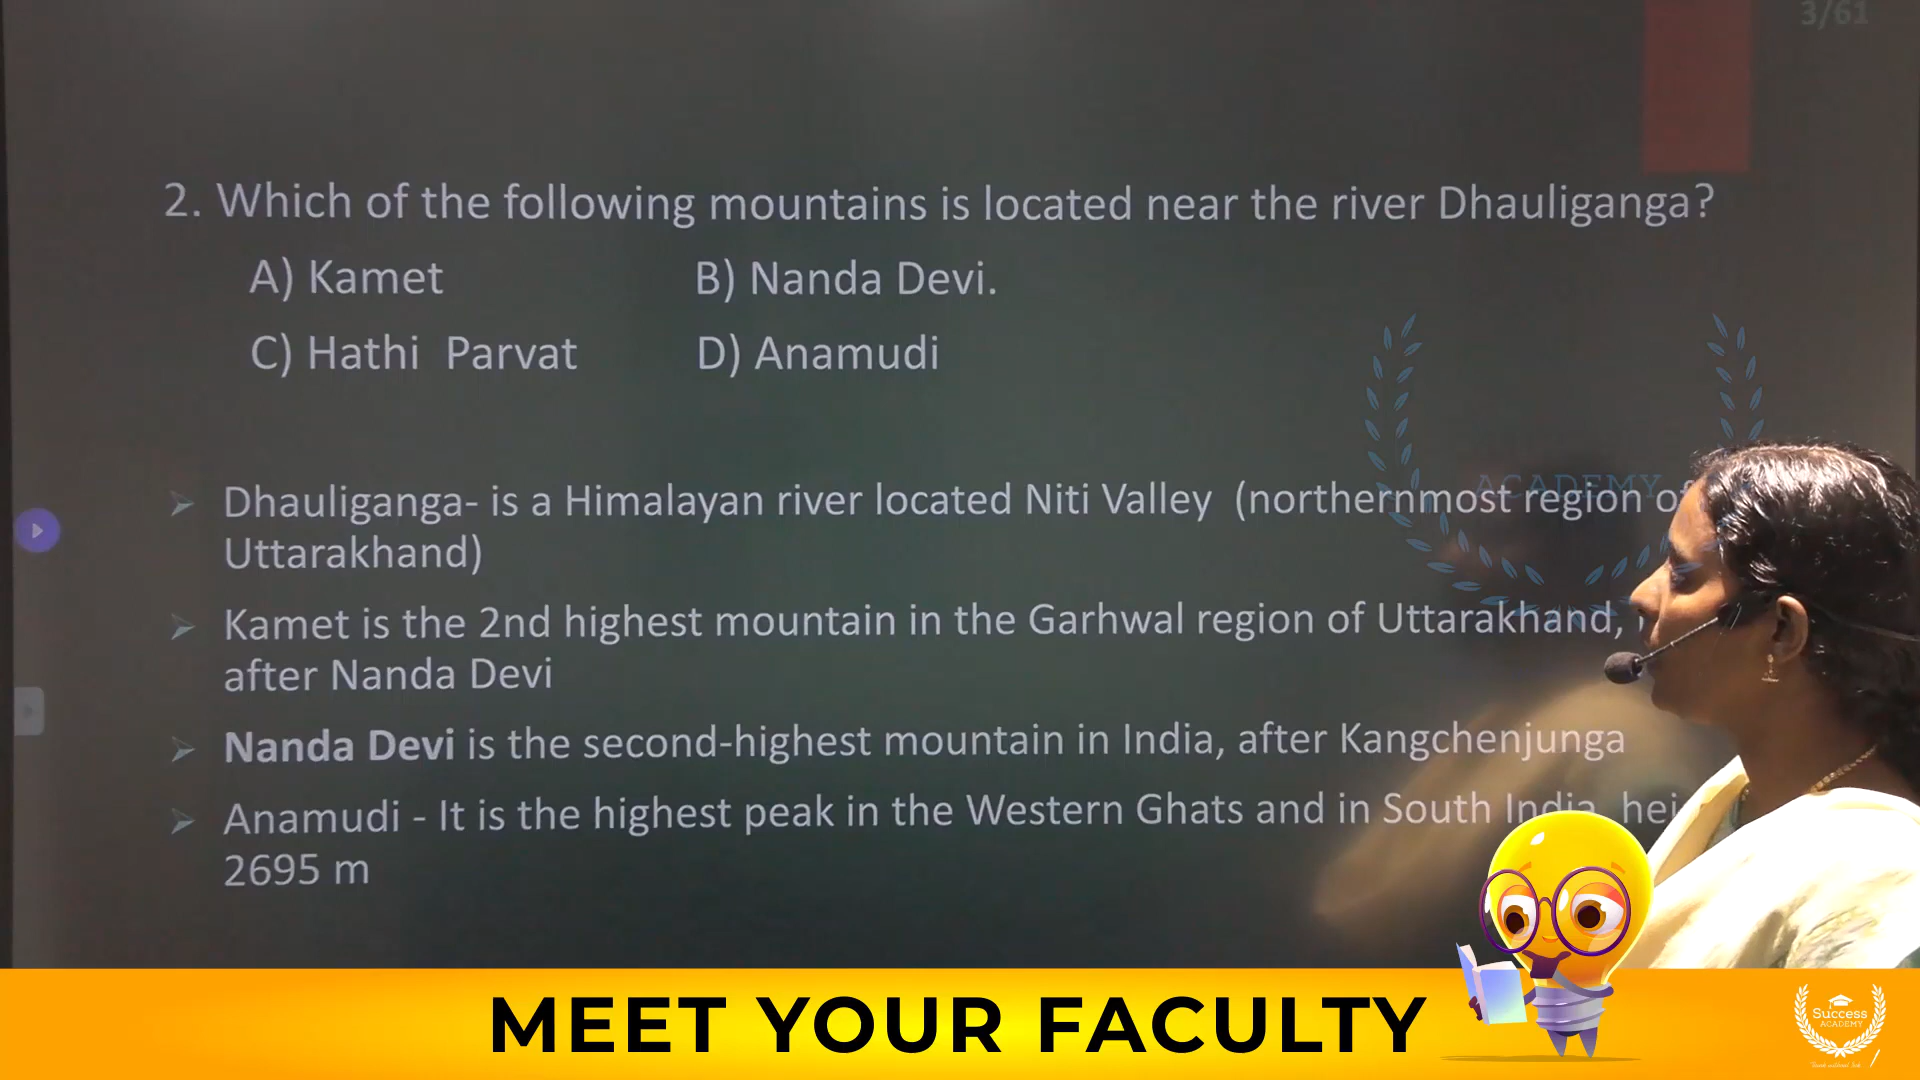 3/61
2. Which of the following mountains is located near the river Dhauliganga?
A) Kamet B) Nanda Devi.
C) Hathi Parvat D) Anamudi
ACADEMY
Dhauliganga- is a Himalayan river located Niti Valley (northernmost region of
Uttarakhand)
Kamet is the 2nd highest mountain in the Garhwal region of Uttarakhand,
after Nanda Devi
Nanda Devi is the second-highest mountain in India, after Kangchenjunga
Anamudi - It is the highest peak in the Western Ghats and in South India, hei
2695 m
MEET YOUR FACULTY
Success
ACADEMY